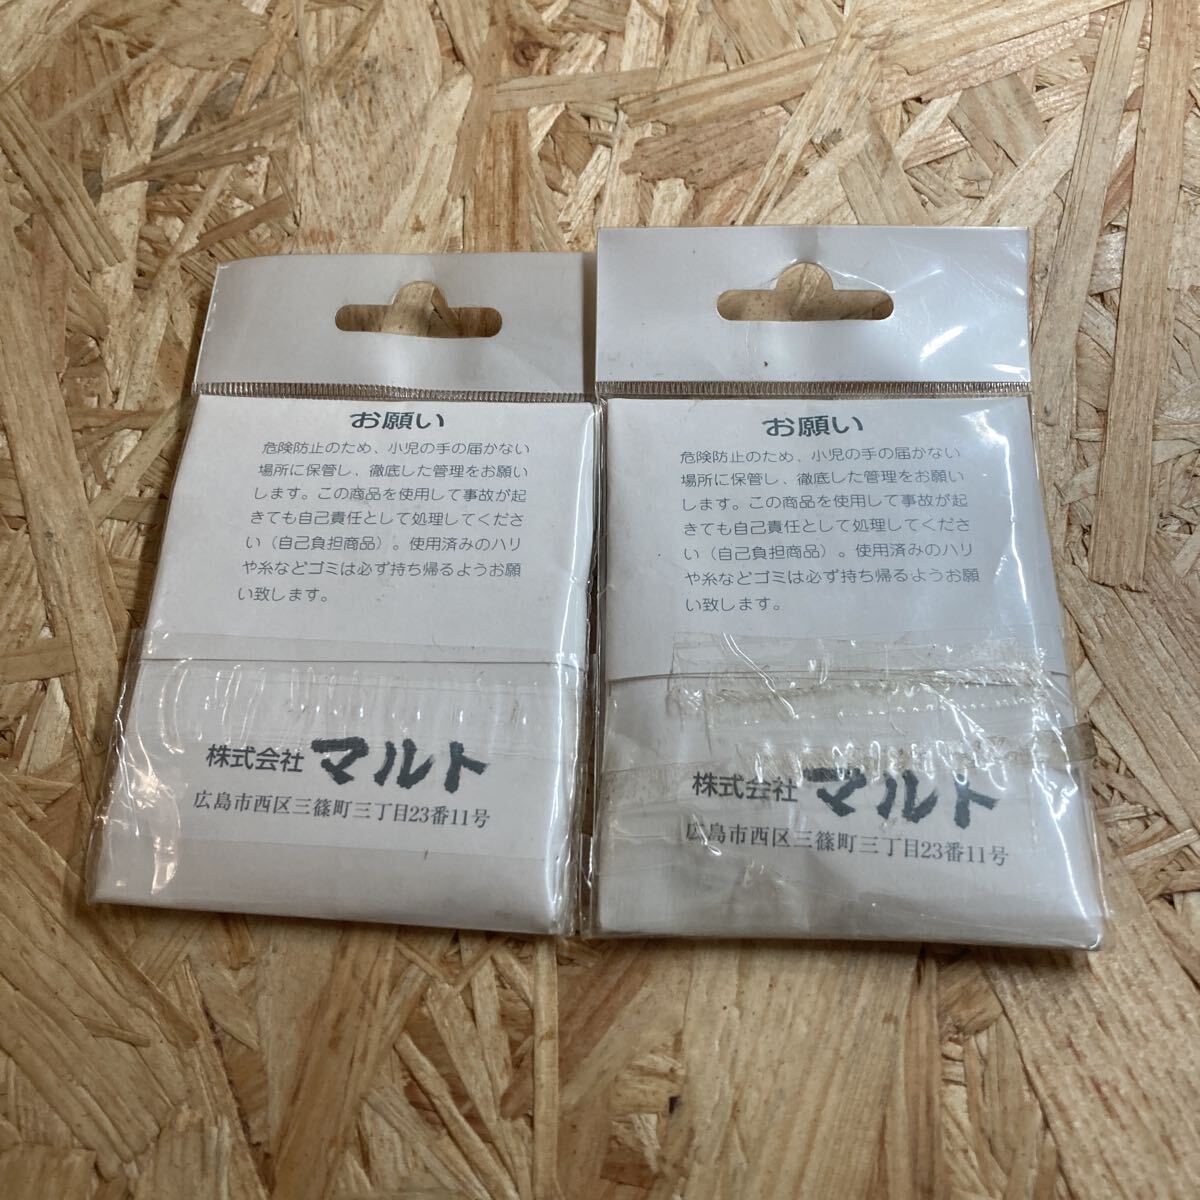 お願い
危険防止のため、小児の手の届かない
場所に保管し、徹底した管理をお願い
します。この商品を使用して事故が起
きても自己責任として処理してくださ
い（自己負担商品）。使用済みのハリ
や糸などゴミは必ず持ち帰るようお願
い致します。
株式会社 マルト
広島市西区三篠町三丁目23番11号
お願い
危険防止のため、小児の手の届かない
場所に保管し、徹底した管理をお願い
します。この商品を使用して事故が起
きても自己責任として処理してくださ
い（自己負担商品）。使用済みのハリ
や糸などゴミは必ず持ち帰るようお願
い致します。
株式会社 マルト
広島市西区三篠町三丁目23番11号